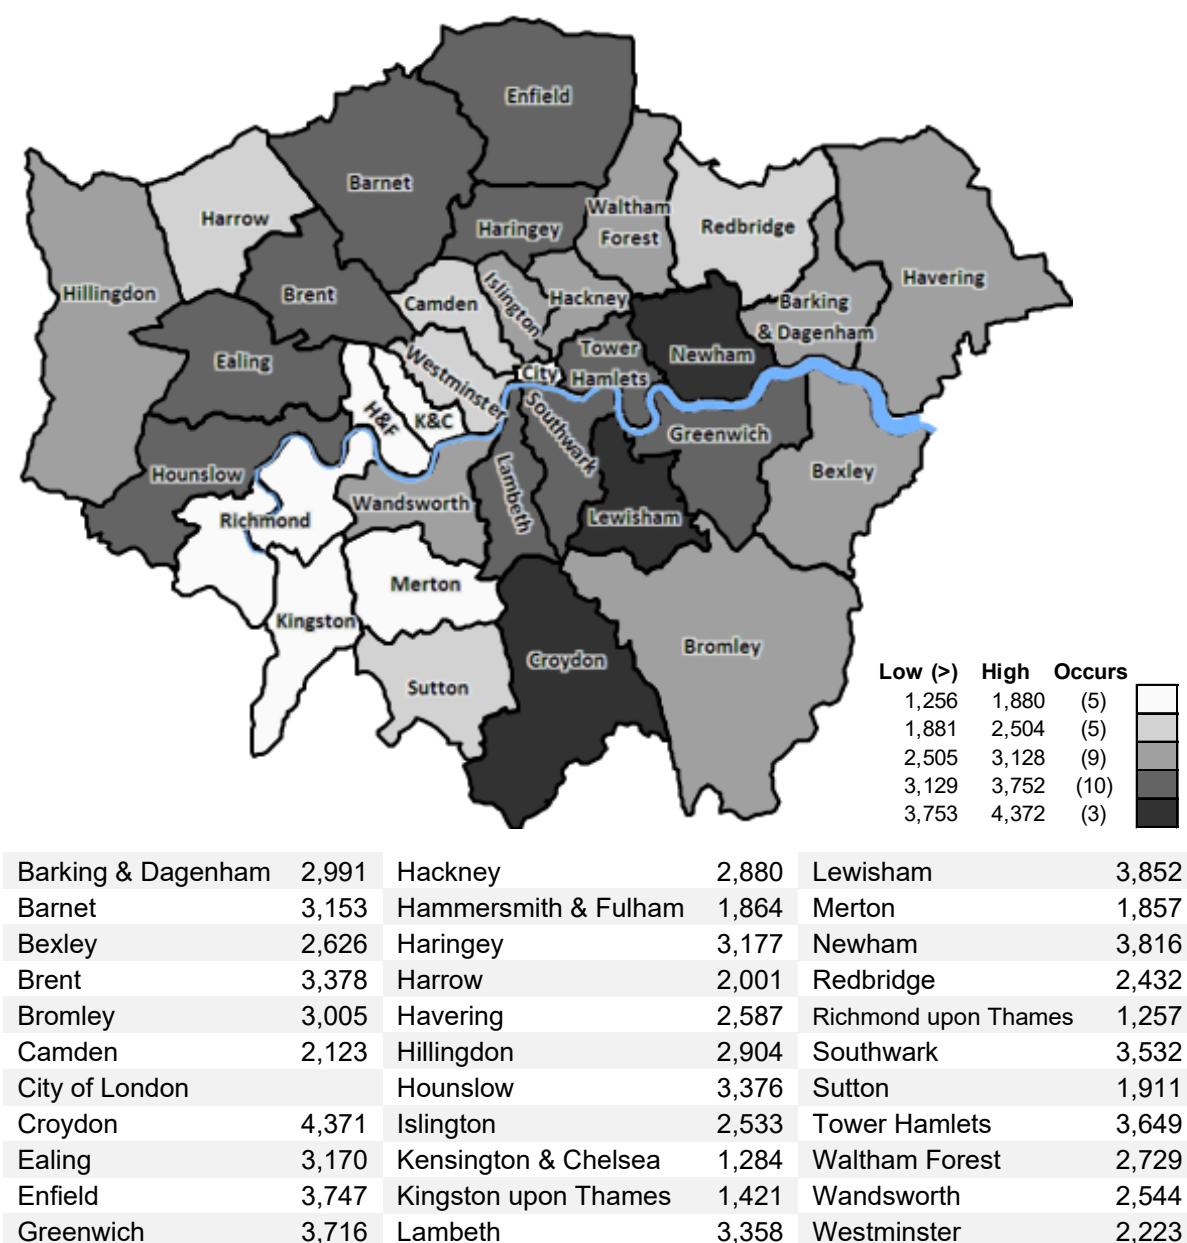 Enfield
Barnet
Harrow
Haringey
Waltham
Forest
Redbridge
Havering
Hillingdon
Brent
Camden
Islington
Hackney
Barking
& Dagenham
Ealing
Westminster
City
Tower
Hamlets
Newham
H&F
K&C
Southwark
Greenwich
Hounslow
Bexley
Richmond
Wandsworth
Lambeth
Lewisham
Merton
Kingston
Bromley
Croydon
Sutton
Low (>) High Occurs
1,256 1,880 (5)
1,881 2,504 (5)
2,505 3,128 (9)
3,129 3,752 (10)
3,753 4,372 (3)
Barking & Dagenham 2,991 Hackney 2,880 Lewisham 3,852
Barnet 3,153 Hammersmith & Fulham 1,864 Merton 1,857
Bexley 2,626 Haringey 3,177 Newham 3,816
Brent 3,378 Harrow 2,001 Redbridge 2,432
Bromley 3,005 Havering 2,587 Richmond upon Thames 1,257
Camden 2,123 Hillingdon 2,904 Southwark 3,532
City of London Hounslow 3,376 Sutton 1,911
Croydon 4,371 Islington 2,533 Tower Hamlets 3,649
Ealing 3,170 Kensington & Chelsea 1,284 Waltham Forest 2,729
Enfield 3,747 Kingston upon Thames 1,421 Wandsworth 2,544
Greenwich 3,716 Lambeth 3,358 Westminster 2,223